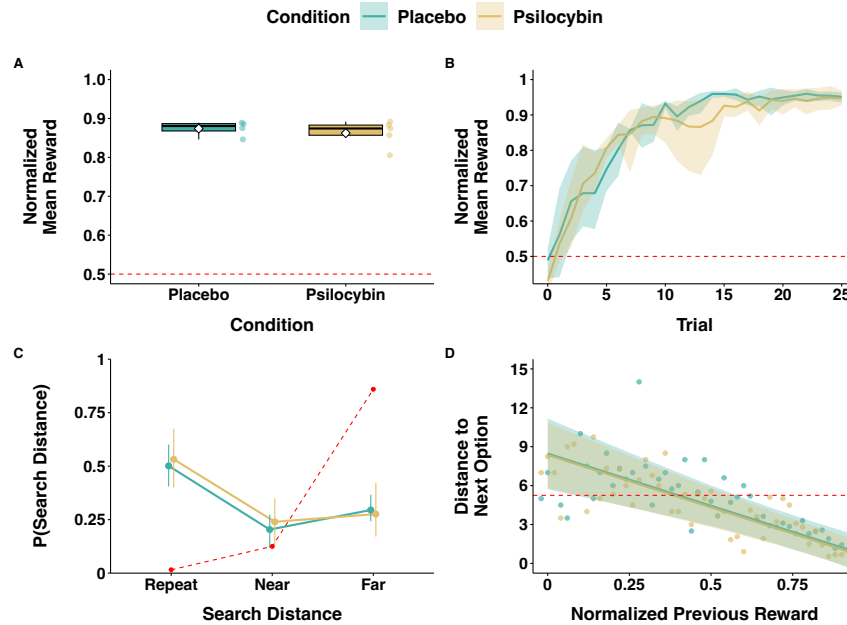 Condition Placebo Psilocybin
A
Normalized
Mean Reward
1.0
0.9
0.8
0.7
0.6
0.5
Placebo Psilocybin
Condition
B
Normalized
Mean Reward
1
0.9
0.8
0.7
0.6
0.5
0 5 10 15 20 25
Trial
C
P(Search Distance)
1
0.75
0.5
0.25
0
Repeat Near Far
Search Distance
D
Distance to
Next Option
15
12
9
6
3
0
0 0.25 0.5 0.75
Normalized Previous Reward